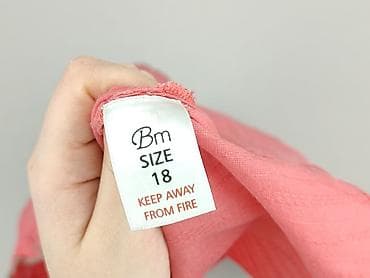 Bm
SIZE
18
KEEP AWAY
FROM FIRE